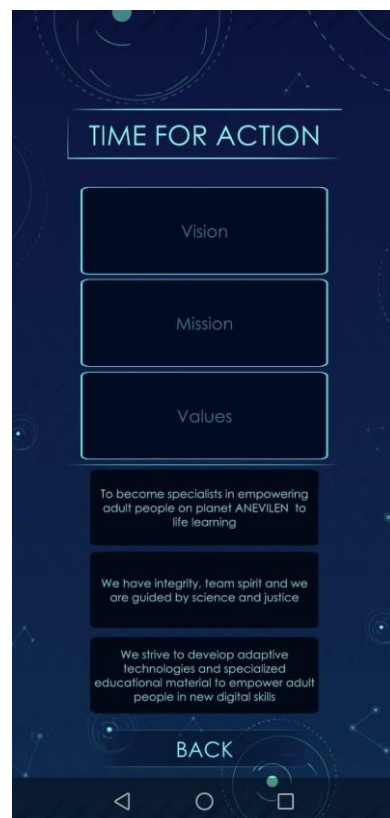 TIME FOR ACTION
Vision
Mission
Values
To become specialists in empowering
adult people on planet ANEVILEN to
life learning
We have integrity, team spirit and we
are guided by science and justice
We strive to develop adaptive
technologies and specialized
educational material to empower adult
people in new digital skills
BACK